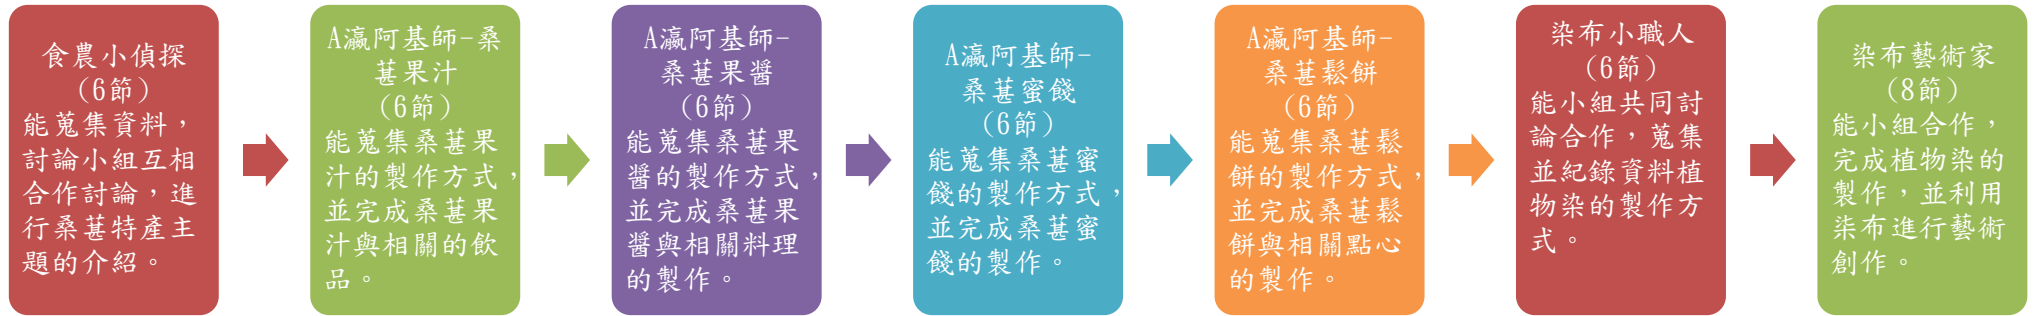 食農小偵探
(6節)
能蒐集資料，
討論小組互相
合作討論，進
行桑葚特產主
題的介紹。
A瀛阿基師-桑
葚果汁
(6節)
能蒐集桑葚果
汁的製作方式，
並完成桑葚果
汁與相關的飲
品。
A瀛阿基師-
桑葚果醬
(6節)
能蒐集桑葚果
醬的製作方式，
並完成桑葚果
醬與相關料理
的製作。
A瀛阿基師-
桑葚蜜餞
(6節)
能蒐集桑葚蜜
餞的製作方式，
並完成桑葚蜜
餞的製作。
A瀛阿基師-
桑葚鬆餅
(6節)
能蒐集桑葚鬆
餅的製作方式，
並完成桑葚鬆
餅與相關點心
的製作。
染布小職人
(6節)
能小組共同討
論合作，蒐集
並紀錄資料植
物染的製作方
式。
染布藝術家
(8節)
能小組合作，
完成植物染的
製作，並利用
染布進行藝術
創作。